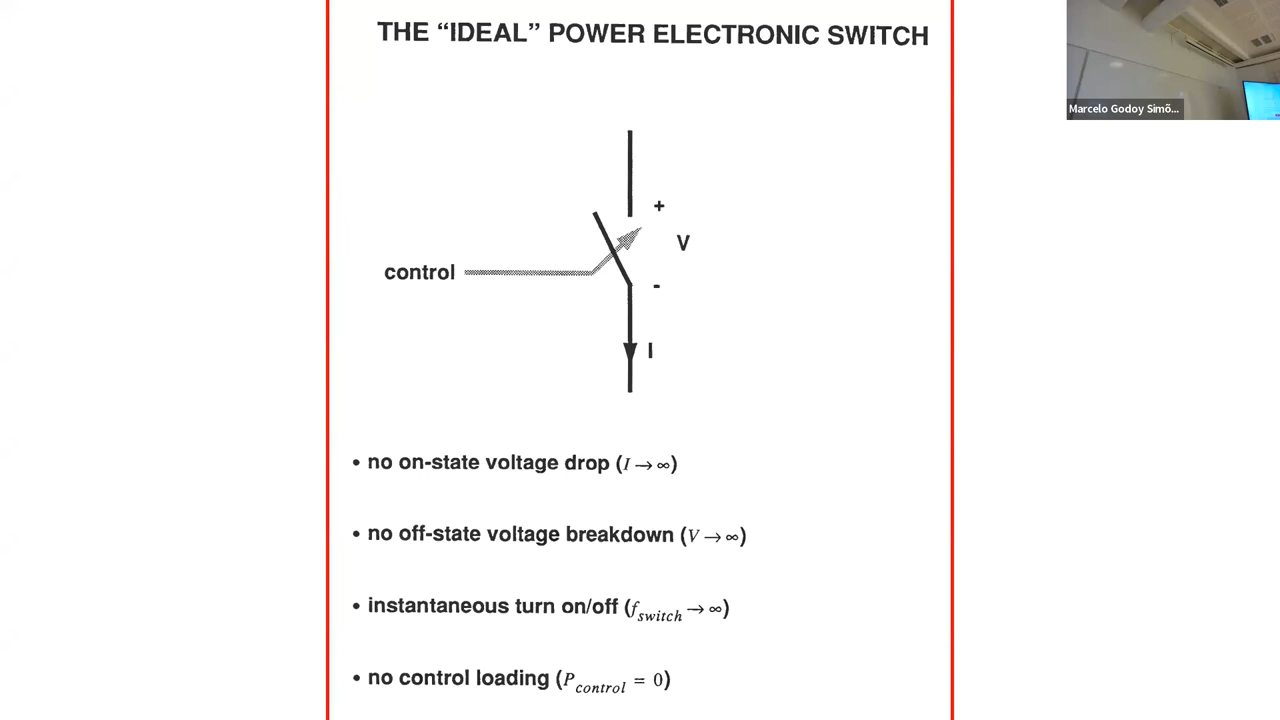 THE “IDEAL” POWER ELECTRONIC SWITCH
Marcelo Godoy Simõ...
+
V
control
-
I
• no on-state voltage drop (I → ∞)
• no off-state voltage breakdown (V → ∞)
• instantaneous turn on/off (f_switch → ∞)
• no control loading (P_control = 0)